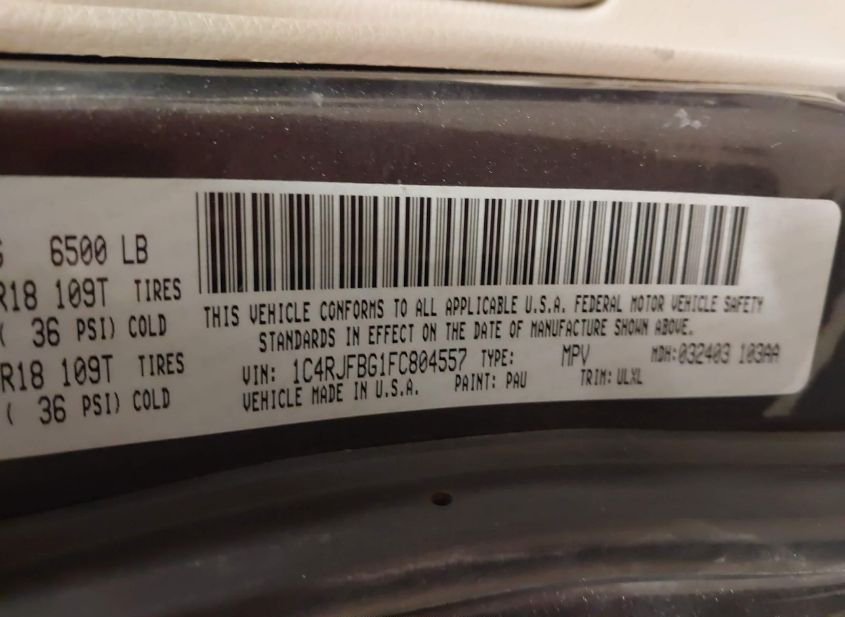 6500 LB
R18 109T TIRES
( 36 PSI) COLD
R18 109T TIRES
( 36 PSI) COLD
THIS VEHICLE CONFORMS TO ALL APPLICABLE U.S.A. FEDERAL MOTOR VEHICLE SAFETY
STANDARDS IN EFFECT ON THE DATE OF MANUFACTURE SHOWN ABOVE.
VIN: 1C4RJFBG1FC804557 TYPE: MPV MDH:032403 103AA
VEHICLE MADE IN U.S.A. PAINT: PAU TRIM: ULXL